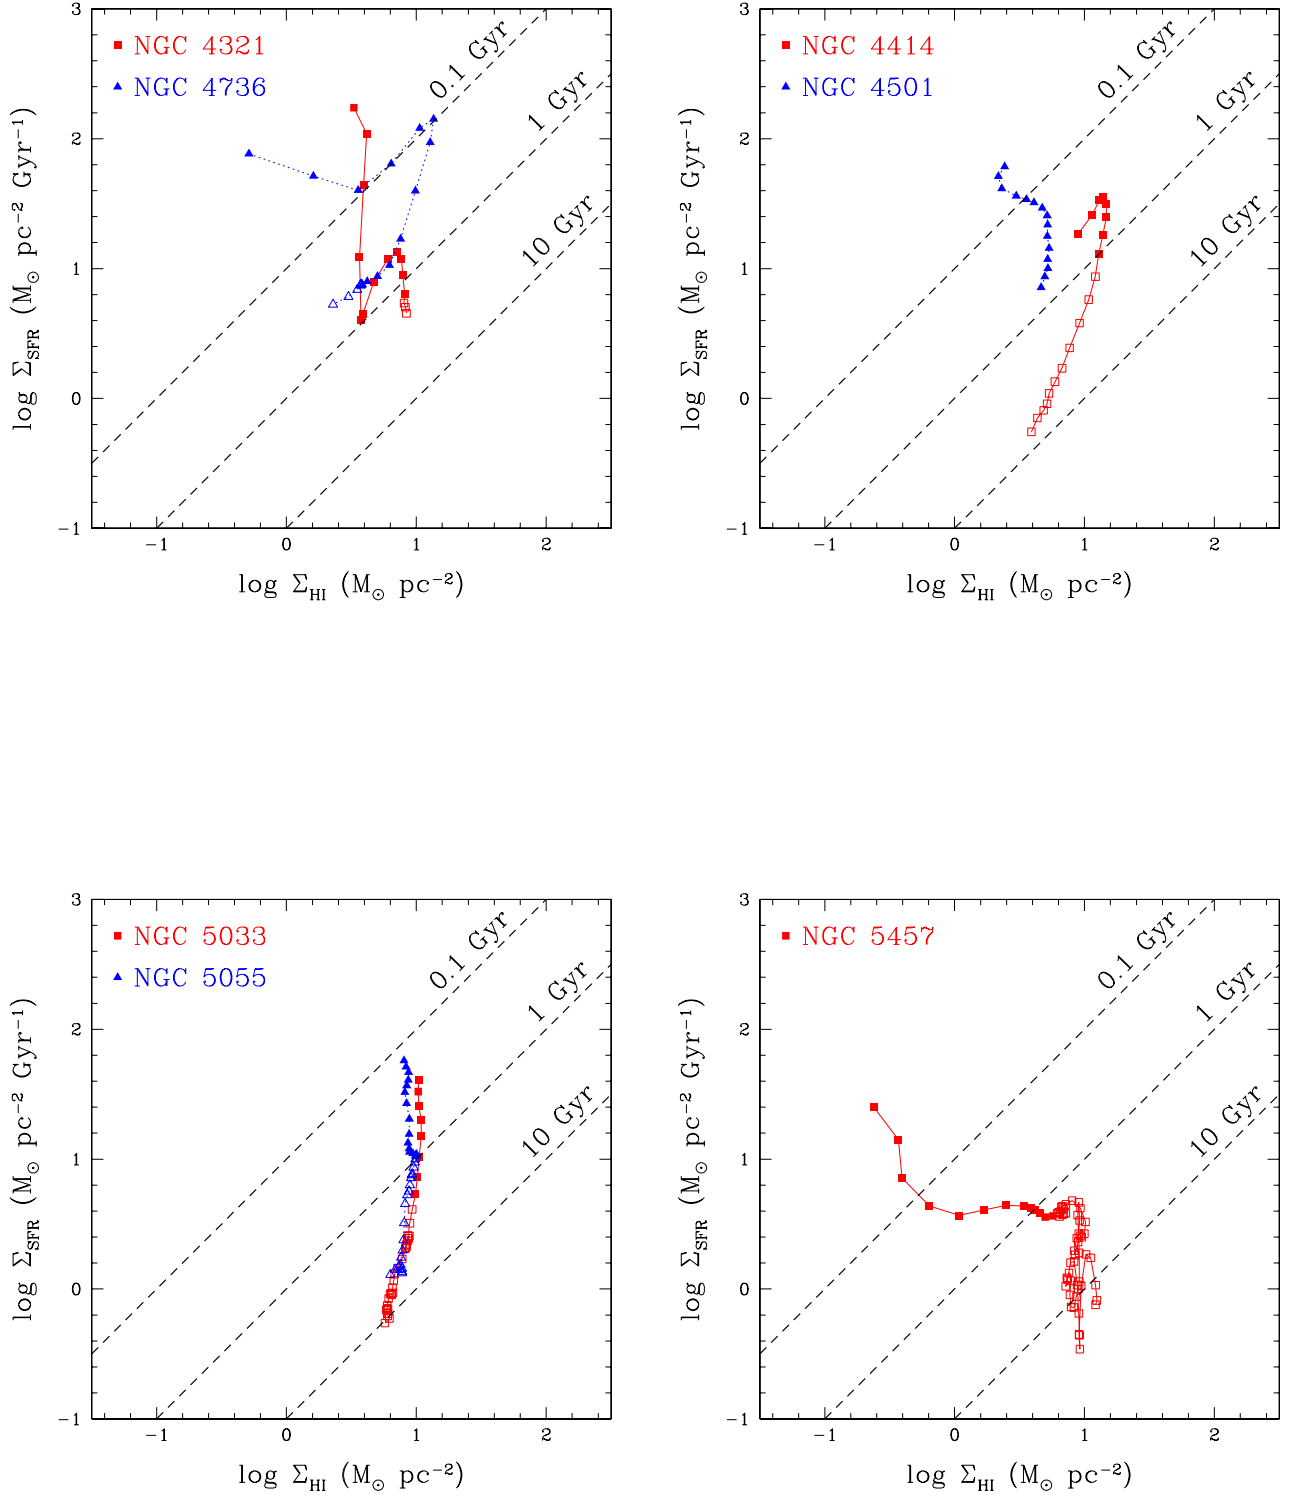 3
2
1
0
−1
−1 0 1 2
log Σ_SFR (M_⊙ pc⁻² Gyr⁻¹)
log Σ_HI (M_⊙ pc⁻²)
NGC 4321
NGC 4736
0.1 Gyr
1 Gyr
10 Gyr
3
2
1
0
−1
−1 0 1 2
log Σ_SFR (M_⊙ pc⁻² Gyr⁻¹)
log Σ_HI (M_⊙ pc⁻²)
NGC 4414
NGC 4501
0.1 Gyr
1 Gyr
10 Gyr
3
2
1
0
−1
−1 0 1 2
log Σ_SFR (M_⊙ pc⁻² Gyr⁻¹)
log Σ_HI (M_⊙ pc⁻²)
NGC 5033
NGC 5055
0.1 Gyr
1 Gyr
10 Gyr
3
2
1
0
−1
−1 0 1 2
log Σ_SFR (M_⊙ pc⁻² Gyr⁻¹)
log Σ_HI (M_⊙ pc⁻²)
NGC 5457
0.1 Gyr
1 Gyr
10 Gyr